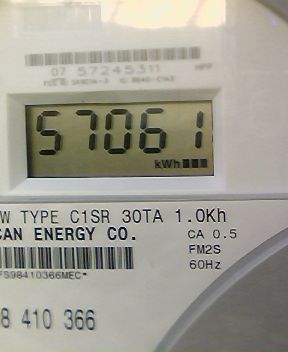 07 57245311
57061
kWh
W TYPE C1SR 30TA 1.0Kh
CAN ENERGY CO.
CA 0.5
FM2S
60Hz
FS98410366MEC*
8 410 366